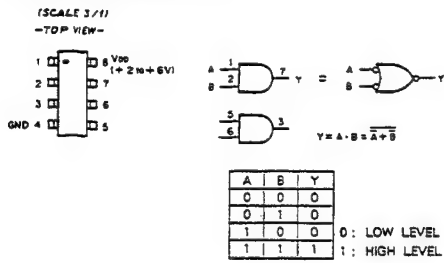 (SCALE 3/1)
-TOP VIEW-
1 8 VDD
(+2 to +6V)
2 7
3 6
GND 4 5
A 1
B 2
7 Y
=
A
B
Y
5
6
3
Y = A · B = A̅ + B̅
A B Y
0 0 0
0 1 0
1 0 0 0 : LOW LEVEL
1 1 1 1 : HIGH LEVEL